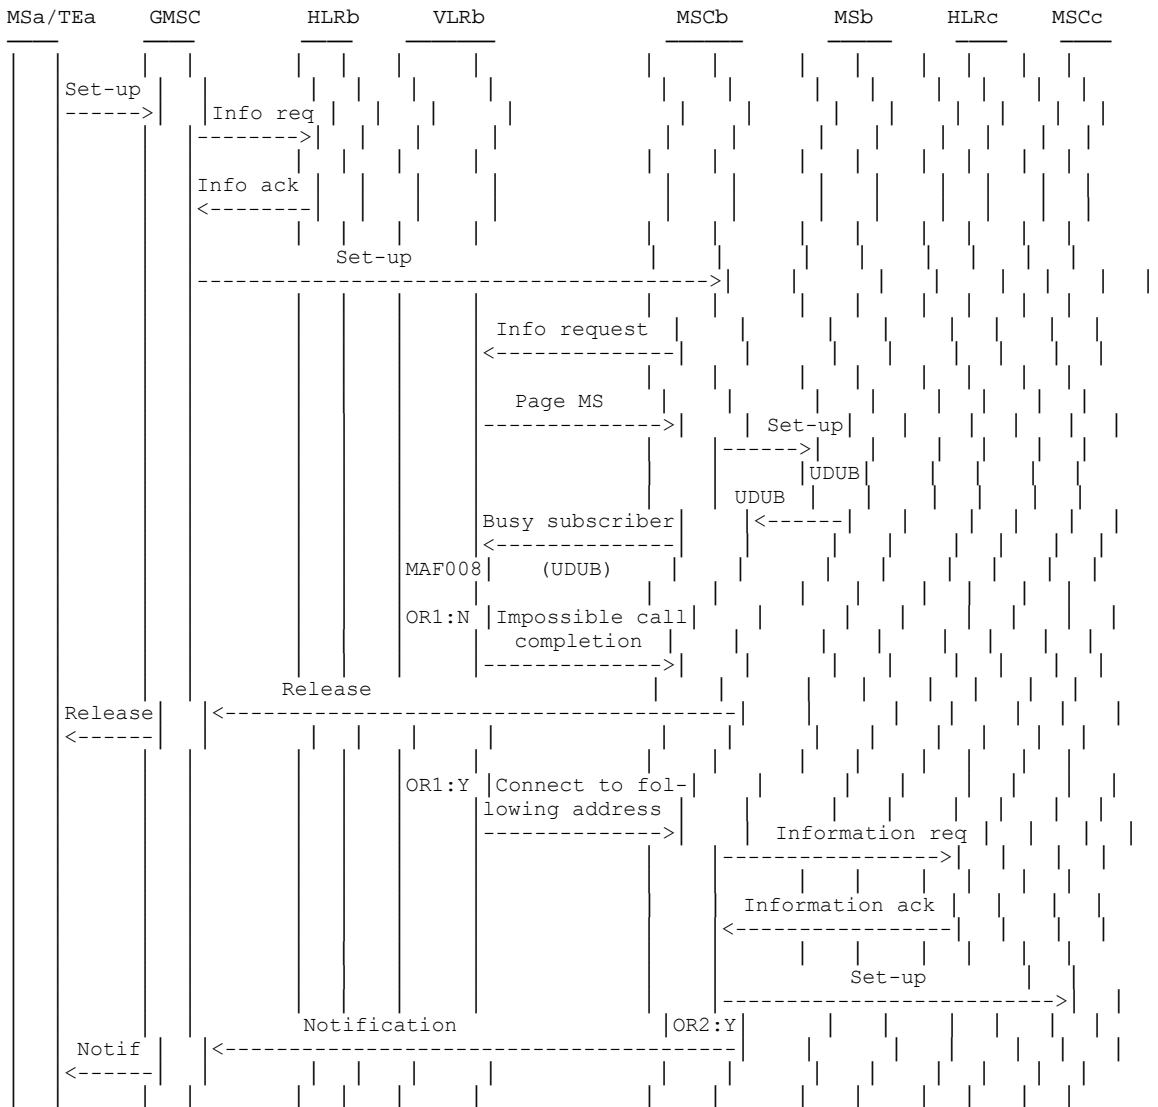 MSa/TEa GMSC HLRb VLRb MSCb MSb HLRc MSCc
Set-up
Info req
Info ack
Set-up
Info request
Page MS
Set-up
UDUB
UDUB
Busy subscriber
MAF008 (UDUB)
OR1:N Impossible call
completion
Release
Release
OR1:Y Connect to fol-
lowing address
Information req
Information ack
Set-up
Notification OR2:Y
Notif